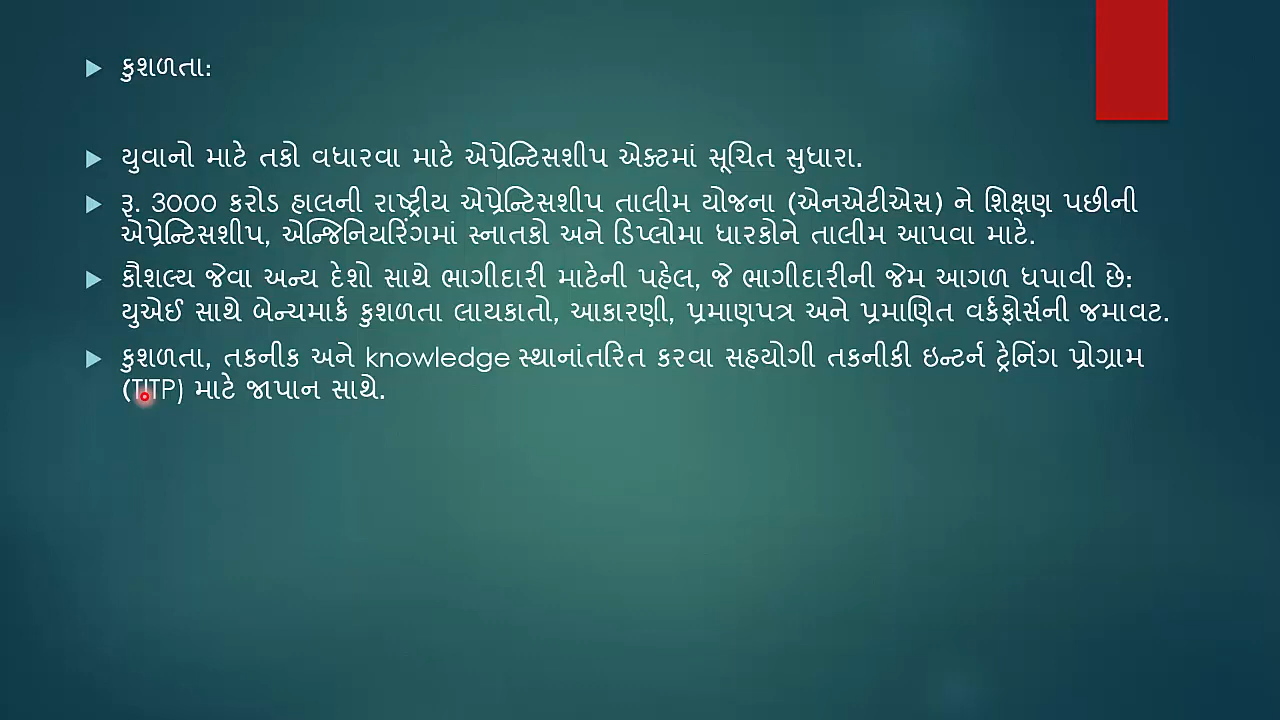 કુશળતા:
યુવાનો માટે તકો વધારવા માટે એપ્રેન્ટિસશીપ એક્ટમાં સૂચિત સુધારા.
રૂ. 3000 કરોડ હાલની રાષ્ટ્રીય એપ્રેન્ટિસશીપ તાલીમ યોજના (એનએટીએસ) ને શિક્ષણ પછીની
એપ્રેન્ટિસશીપ, એન્જિનિયરિંગમાં સ્નાતકો અને ડિપ્લોમા ધારકોને તાલીમ આપવા માટે.
કૌશલ્ય જેવા અન્ય દેશો સાથે ભાગીદારી માટેની પહેલ, જે ભાગીદારીની જેમ આગળ ધપાવી છે:
યુએઈ સાથે બેન્ચમાર્ક કુશળતા લાયકાતો, આકારણી, પ્રમાણપત્ર અને પ્રમાણિત વર્કફોર્સની જમાવટ.
કુશળતા, તકનીક અને knowledge સ્થાનાંતરિત કરવા સહયોગી તકનીકી ઇન્ટર્ન ટ્રેનિંગ પ્રોગ્રામ
(TITP) માટે જાપાન સાથે.